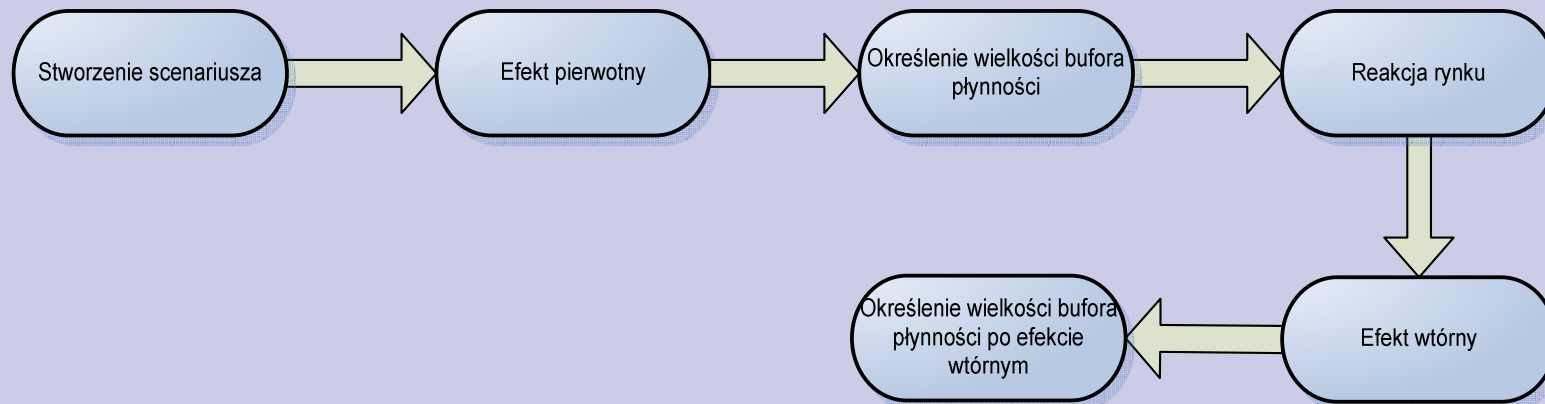 Stworzenie scenariusza
Efekt pierwotny
Określenie wielkości bufora
płynności
Reakcja rynku
Efekt wtórny
Określenie wielkości bufora
płynności po efekcie
wtórnym